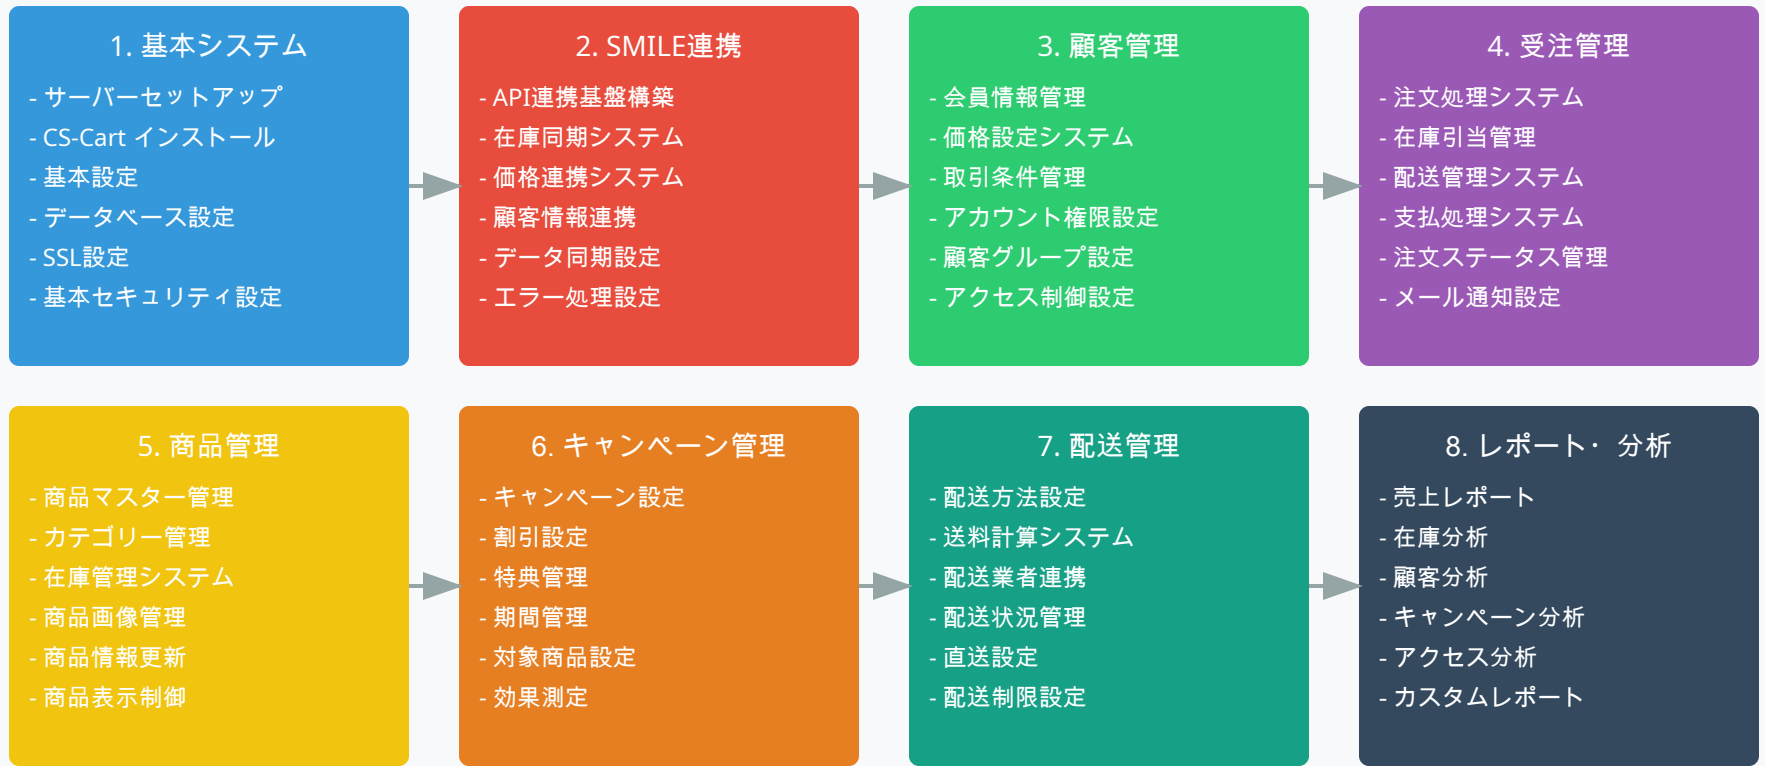 1. 基本システム
- サーバーセットアップ
- CS-Cart インストール
- 基本設定
- データベース設定
- SSL設定
- 基本セキュリティ設定
2. SMILE連携
- API連携基盤構築
- 在庫同期システム
- 価格連携システム
- 顧客情報連携
- データ同期設定
- エラー処理設定
3. 顧客管理
- 会員情報管理
- 価格設定システム
- 取引条件管理
- アカウント権限設定
- 顧客グループ設定
- アクセス制御設定
4. 受注管理
- 注文処理システム
- 在庫引当管理
- 配送管理システム
- 支払処理システム
- 注文ステータス管理
- メール通知設定
5. 商品管理
- 商品マスター管理
- カテゴリー管理
- 在庫管理システム
- 商品画像管理
- 商品情報更新
- 商品表示制御
6. キャンペーン管理
- キャンペーン設定
- 割引設定
- 特典管理
- 期間管理
- 対象商品設定
- 効果測定
7. 配送管理
- 配送方法設定
- 送料計算システム
- 配送業者連携
- 配送状況管理
- 直送設定
- 配送制限設定
8. レポート・分析
- 売上レポート
- 在庫分析
- 顧客分析
- キャンペーン分析
- アクセス分析
- カスタムレポート